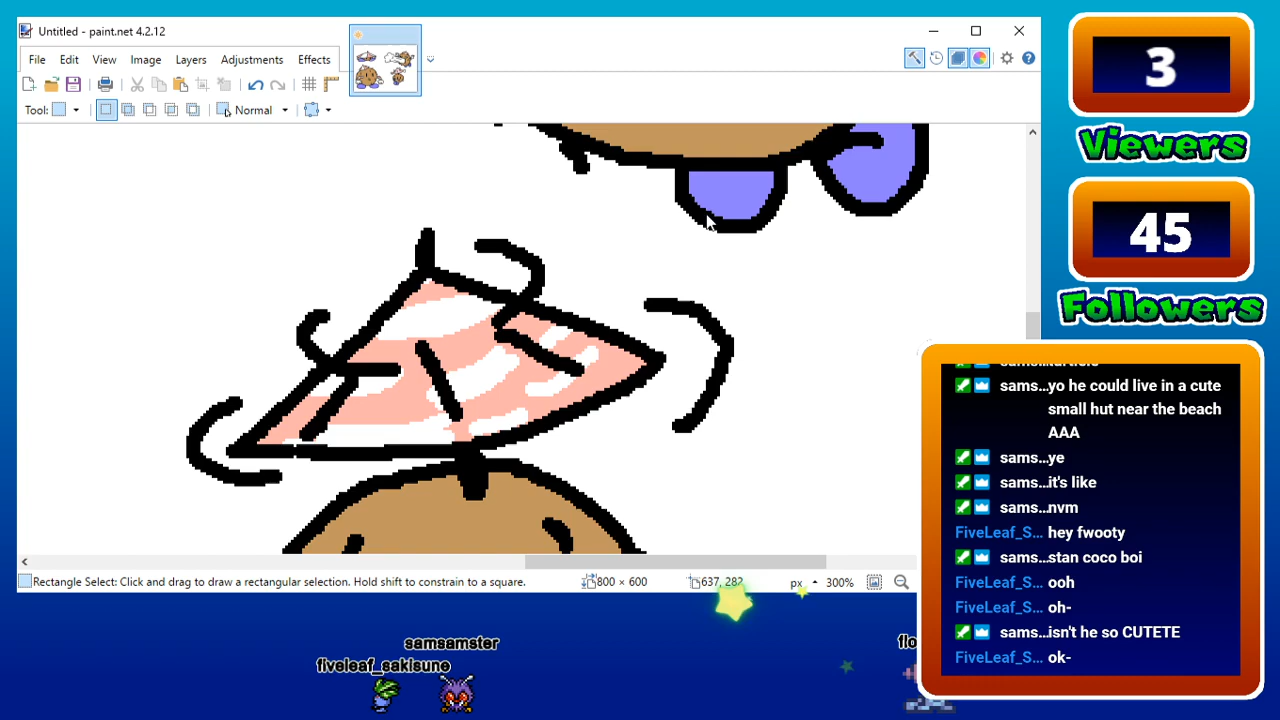 Untitled - paint.net 4.2.12
File Edit View Image Layers Adjustments Effects
Tool:
Normal
3
Viewers
45
Followers
sams...yo he could live in a cute
small hut near the beach
AAA
sams...ye
sams...it's like
sams...nvm
FiveLeaf_S... hey fwooty
sams...stan coco boi
FiveLeaf_S... ooh
FiveLeaf_S... oh-
sams...isn't he so CUTETE
FiveLeaf_S... ok-
Rectangle Select: Click and drag to draw a rectangular selection. Hold shift to constrain to a square.
800 × 600
637, 282
px
300%
samsamster
fiveleaf_sakisuno
flo